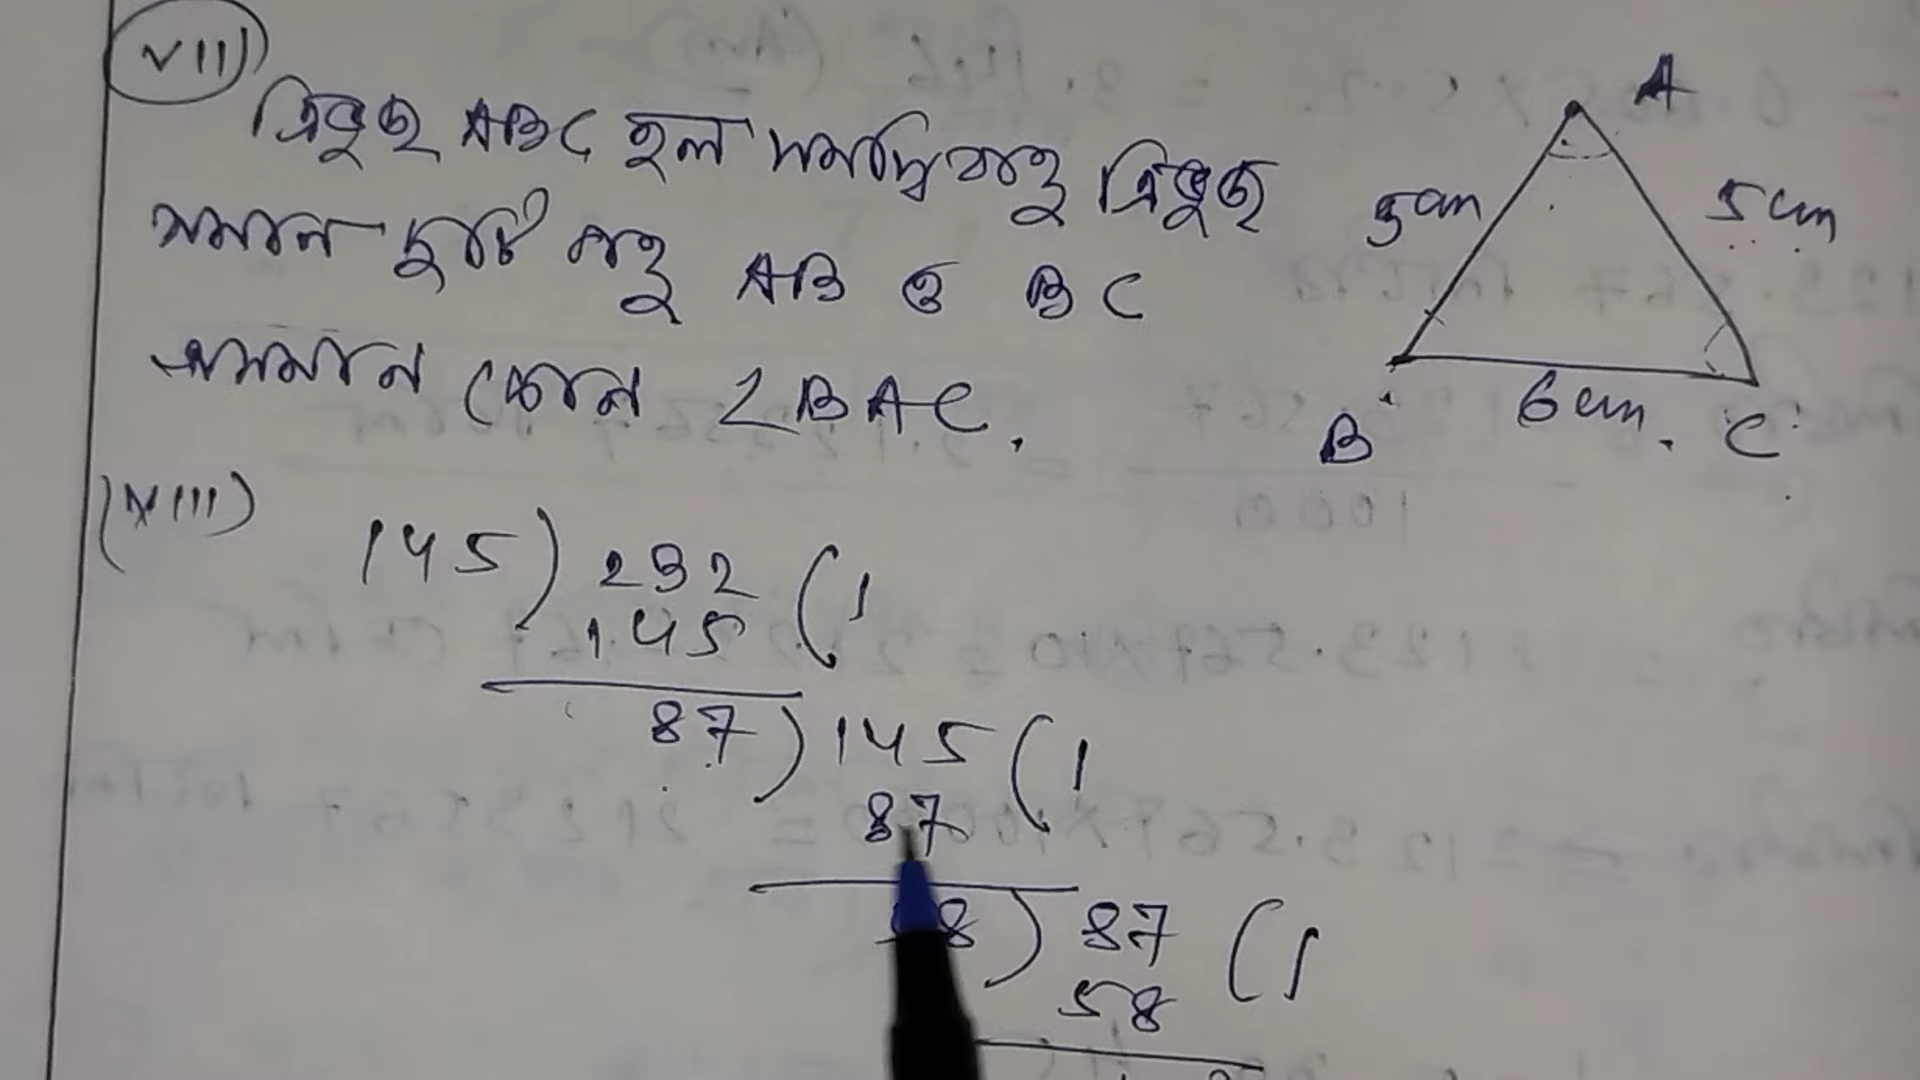 VII)
ত্রিভুজ ABC হল সমদ্বিবাহু ত্রিভুজ
সমান দুটি বাহু AB ও BC
অসমান কোন ∠BAC.
A
5cm
5cm
6cm.
B
C
(VIII)
145) 232 (1
145
87) 145 (1
87
58) 87 (1
58